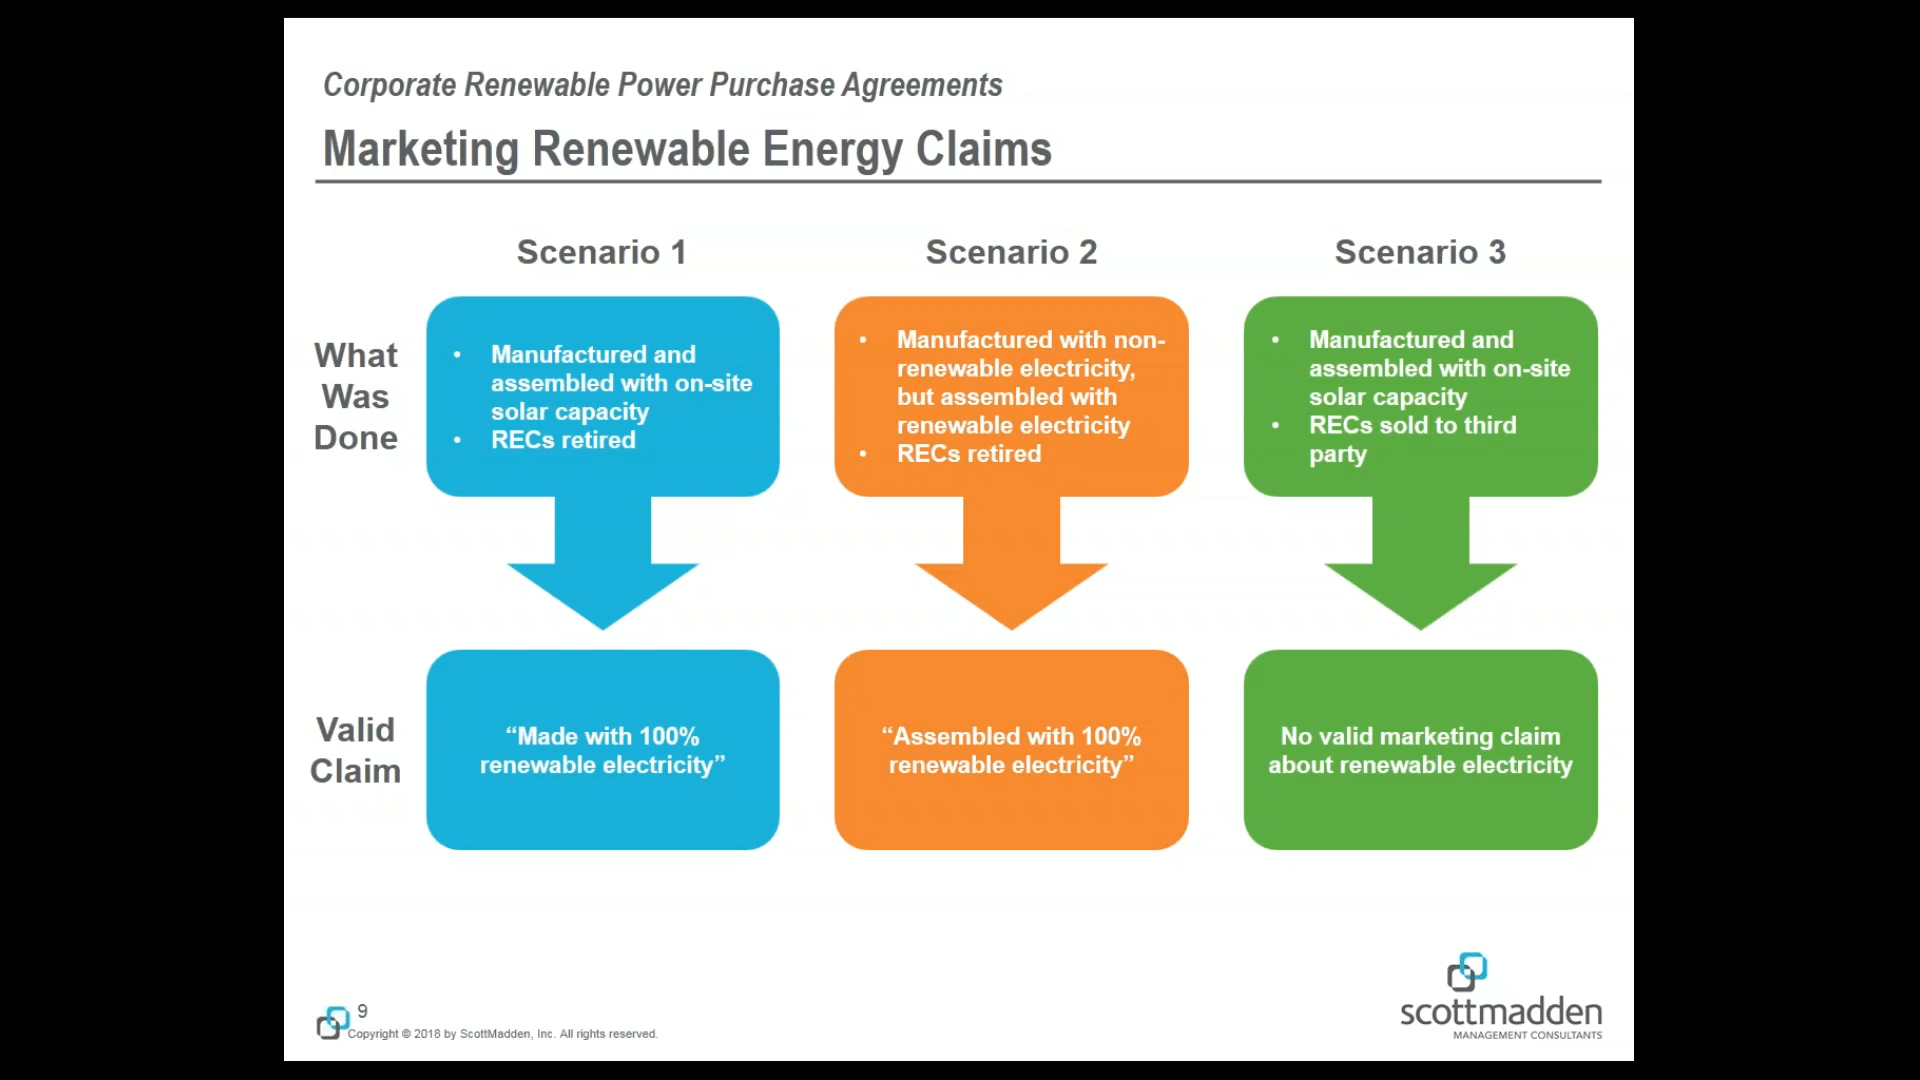 Corporate Renewable Power Purchase Agreements
Marketing Renewable Energy Claims
Scenario 1
Scenario 2
Scenario 3
What
Was
Done
• Manufactured and
assembled with on-site
solar capacity
• RECs retired
• Manufactured with non-
renewable electricity,
but assembled with
renewable electricity
• RECs retired
• Manufactured and
assembled with on-site
solar capacity
• RECs sold to third
party
Valid
Claim
“Made with 100%
renewable electricity”
“Assembled with 100%
renewable electricity”
No valid marketing claim
about renewable electricity
9
Copyright © 2018 by ScottMadden, Inc. All rights reserved.
scottmadden
MANAGEMENT CONSULTANTS